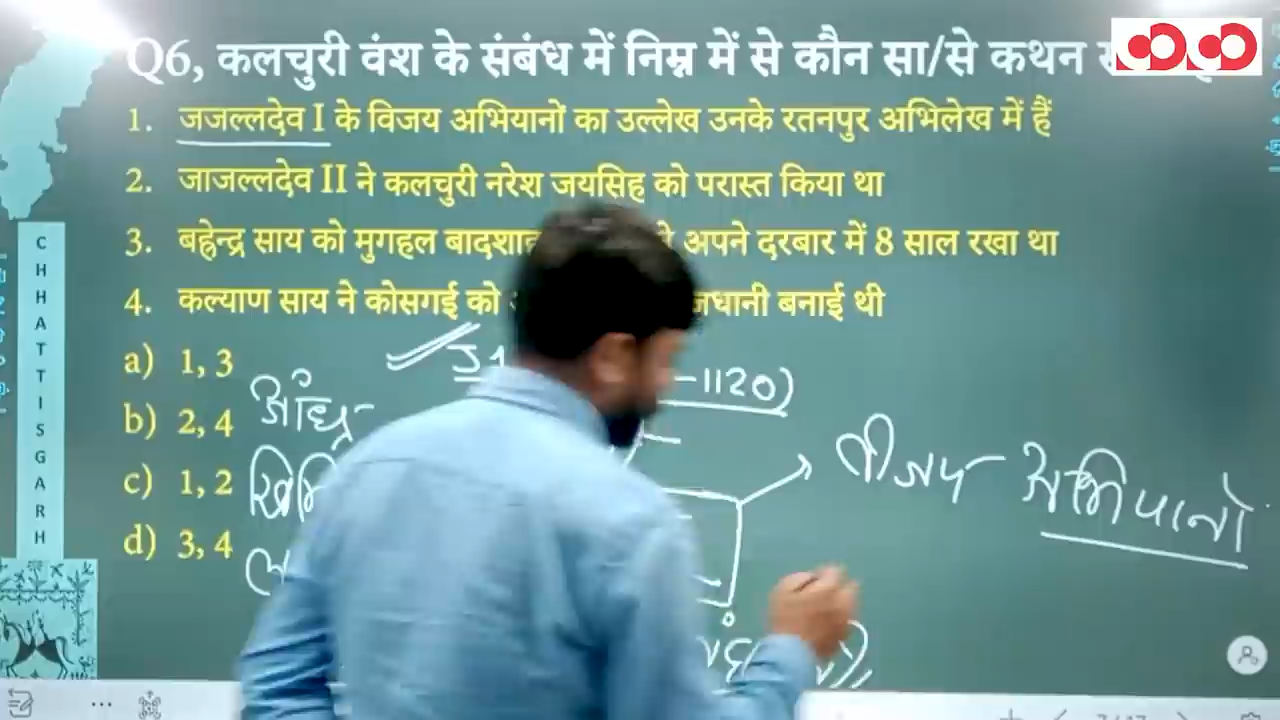 Q6, कलचुरी वंश के संबंध में निम्न में से कौन सा/से कथन
1. जजल्लदेव I के विजय अभियानों का उल्लेख उनके रतनपुर अभिलेख में हैं
2. जाजल्लदेव II ने कलचुरी नरेश जयसिह को परास्त किया था
3. बह्रेन्द्र साय को मुगहल अपने दरबार में 8 साल रखा था
4. कल्याण साय ने कोसगई को बनाई थी
a) 1, 3
b) 2, 4
c) 1, 2
d) 3, 4
-1120)
आंध्र
विजय अभियानो
CHHATTISGARH